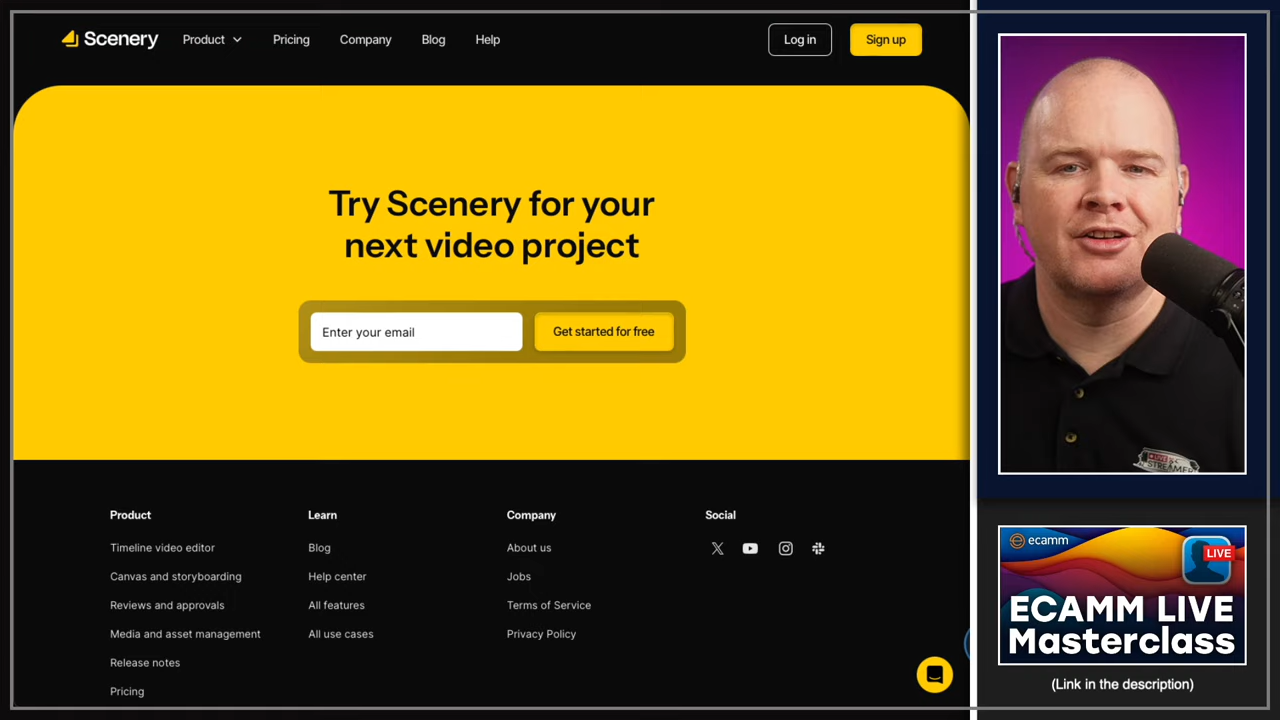 Scenery
Product
Pricing
Company
Blog
Help
Log in
Sign up
Try Scenery for your
next video project
Enter your email
Get started for free
Product
Timeline video editor
Canvas and storyboarding
Reviews and approvals
Media and asset management
Release notes
Pricing
Learn
Blog
Help center
All features
All use cases
Company
About us
Jobs
Terms of Service
Privacy Policy
Social
ecamm
LIVE
ECAMM LIVE
Masterclass
(Link in the description)